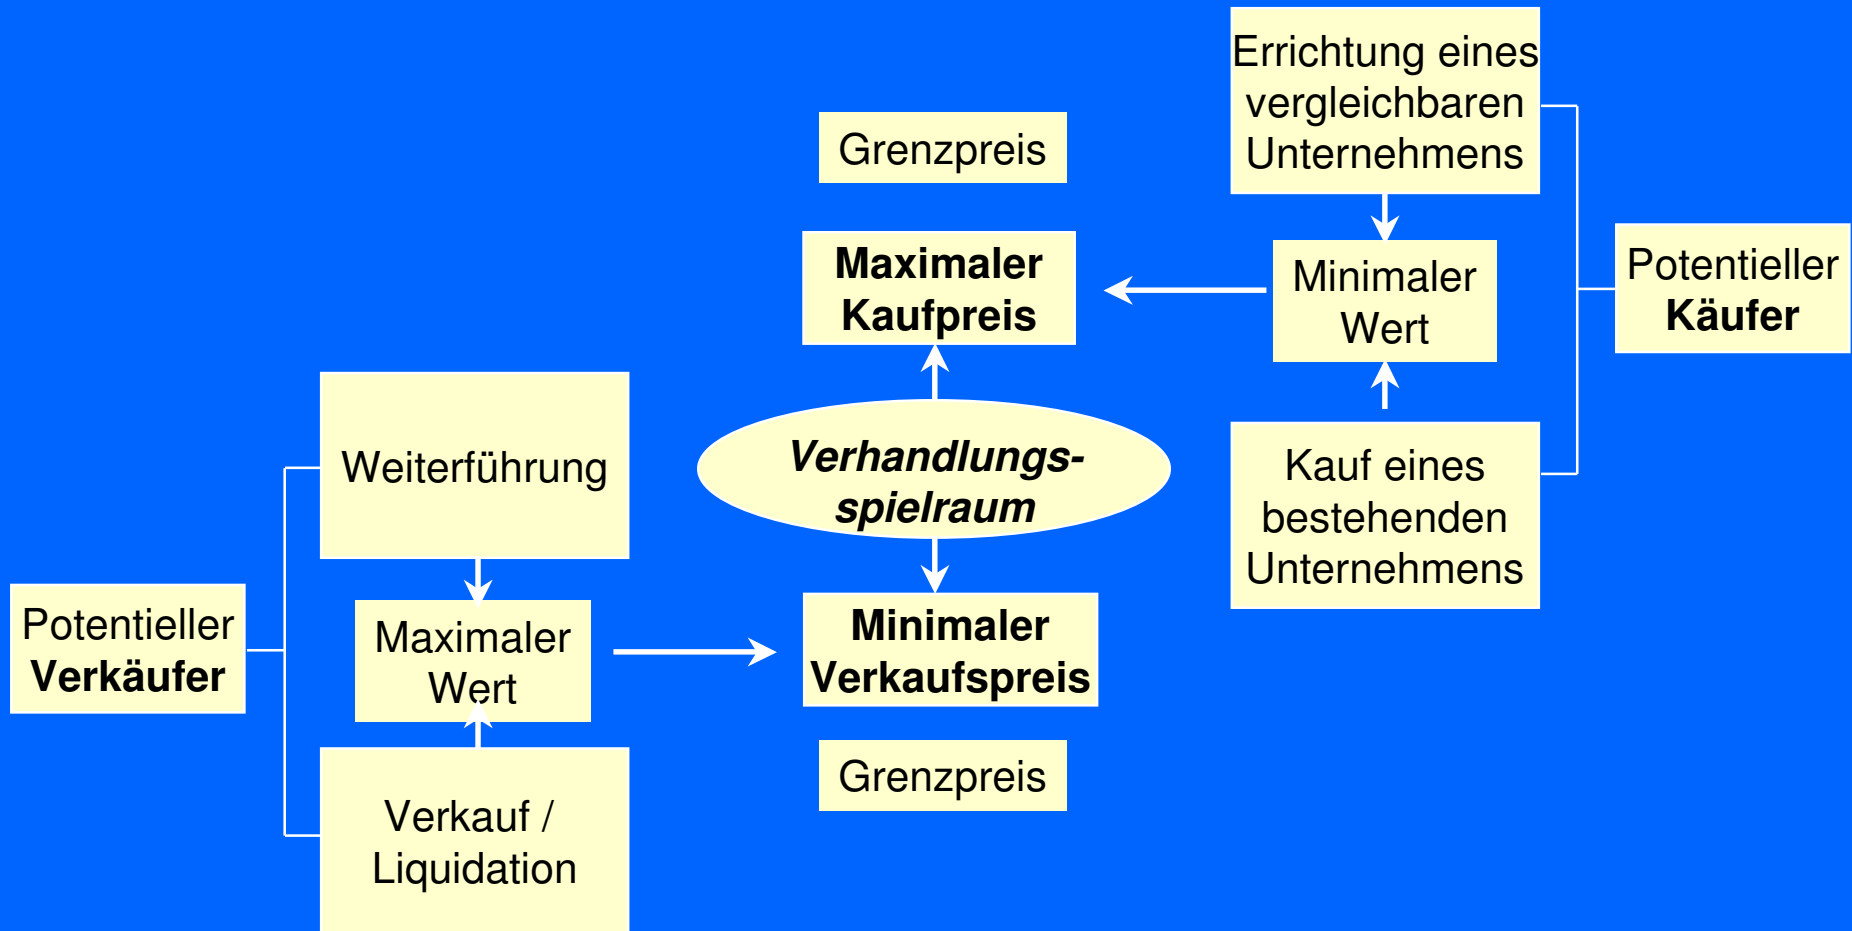 Errichtung eines
vergleichbaren
Unternehmens
Grenzpreis
Maximaler
Kaufpreis
Minimaler
Wert
Potentieller
Käufer
Weiterführung
Verhandlungs-
spielraum
Kauf eines
bestehenden
Unternehmens
Potentieller
Verkäufer
Maximaler
Wert
Minimaler
Verkaufspreis
Grenzpreis
Verkauf /
Liquidation